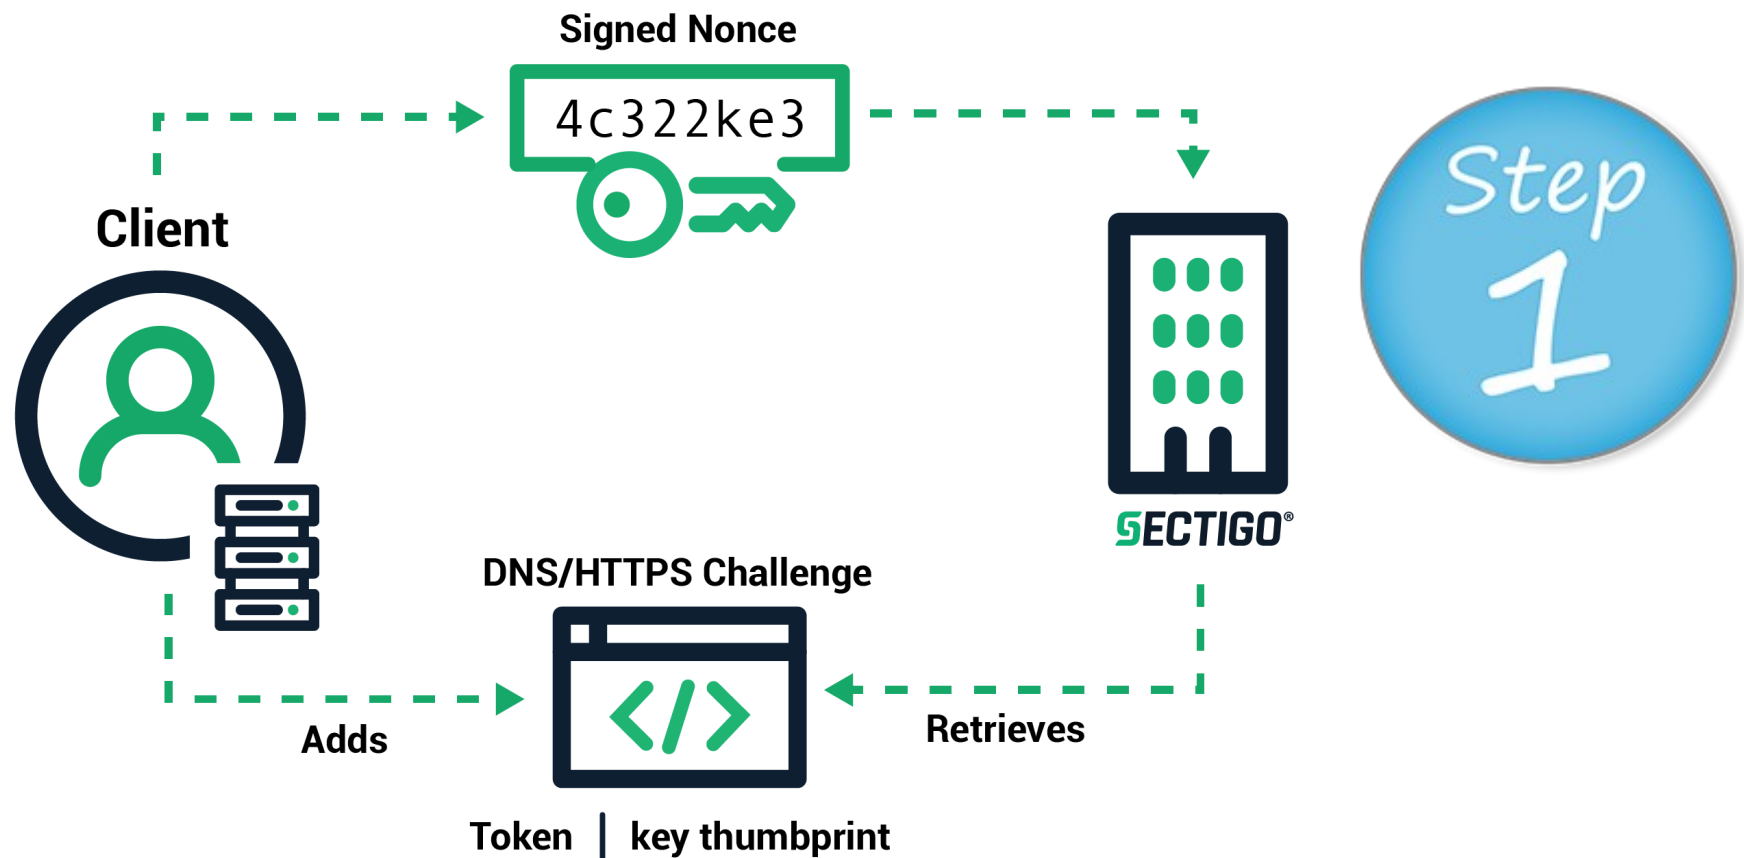 Signed Nonce
4c322ke3
Client
Step
1
SECTIGO®
DNS/HTTPS Challenge
</>
Adds
Retrieves
Token | key thumbprint